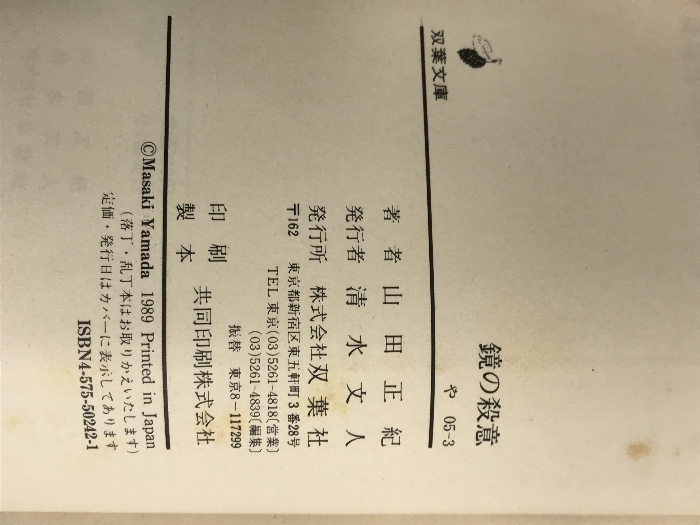 双葉文庫
鏡の殺意
や 05-3
著者 山田正紀
発行者 清水文人
発行所 株式会社双葉社
〒162 東京都新宿区東五軒町3番28号
TEL 東京(03)5261-4818〔営業〕
(03)5261-4839〔編集〕
振替 東京8-117299
印刷
製本 共同印刷株式会社
©Masaki Yamada 1989 Printed in Japan
(落丁・乱丁本はお取りかえいたします)
定価・発行日はカバーに表示してあります
ISBN4-575-50242-1